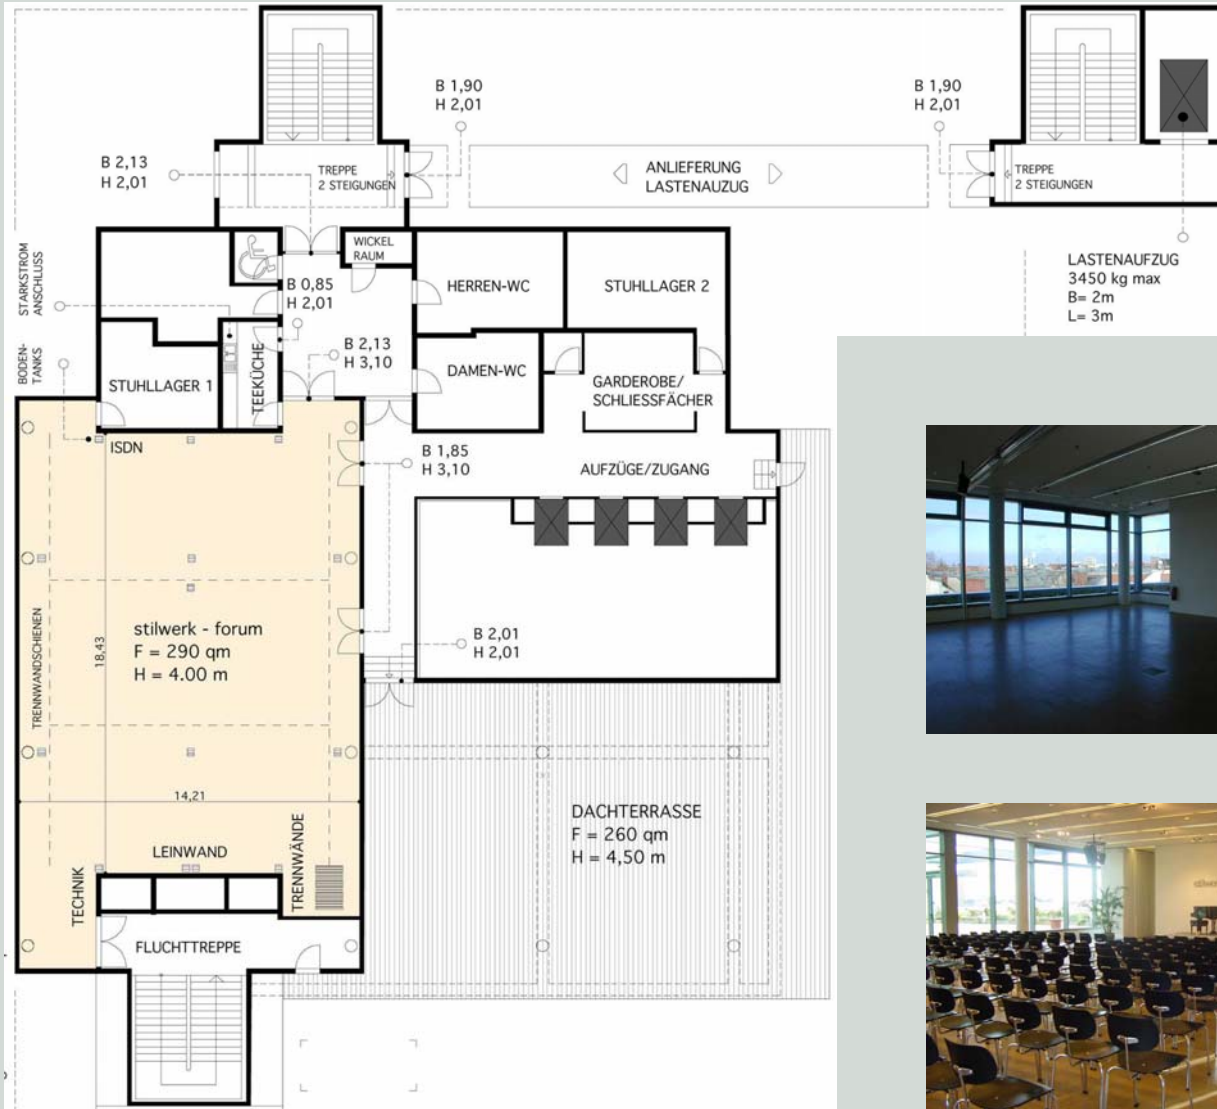 B 1,90
H 2,01
B 1,90
H 2,01
B 2,13
H 2,01
TREPPE
2 STEIGUNGEN
ANLIEFERUNG
LASTENAUZUG
TREPPE
2 STEIGUNGEN
STARKSTROM
ANSCHLUSS
WICKEL
RAUM
B 0,85
H 2,01
HERREN-WC
STUHLLAGER 2
LASTENAUFZUG
3450 kg max
B= 2m
L= 3m
BODEN-
TANKS
STUHLLAGER 1
TEEKÜCHE
B 2,13
H 3,10
DAMEN-WC
GARDEROBE/
SCHLIESSFÄCHER
ISDN
B 1,85
H 3,10
AUFZÜGE/ZUGANG
TRENNWANDSCHIENEN
18,43
stilwerk - forum
F = 290 qm
H = 4.00 m
B 2,01
H 2,01
14,21
DACHTERRASSE
F = 260 qm
H = 4,50 m
LEINWAND
TECHNIK
TRENNWÄNDE
FLUCHTTREPPE